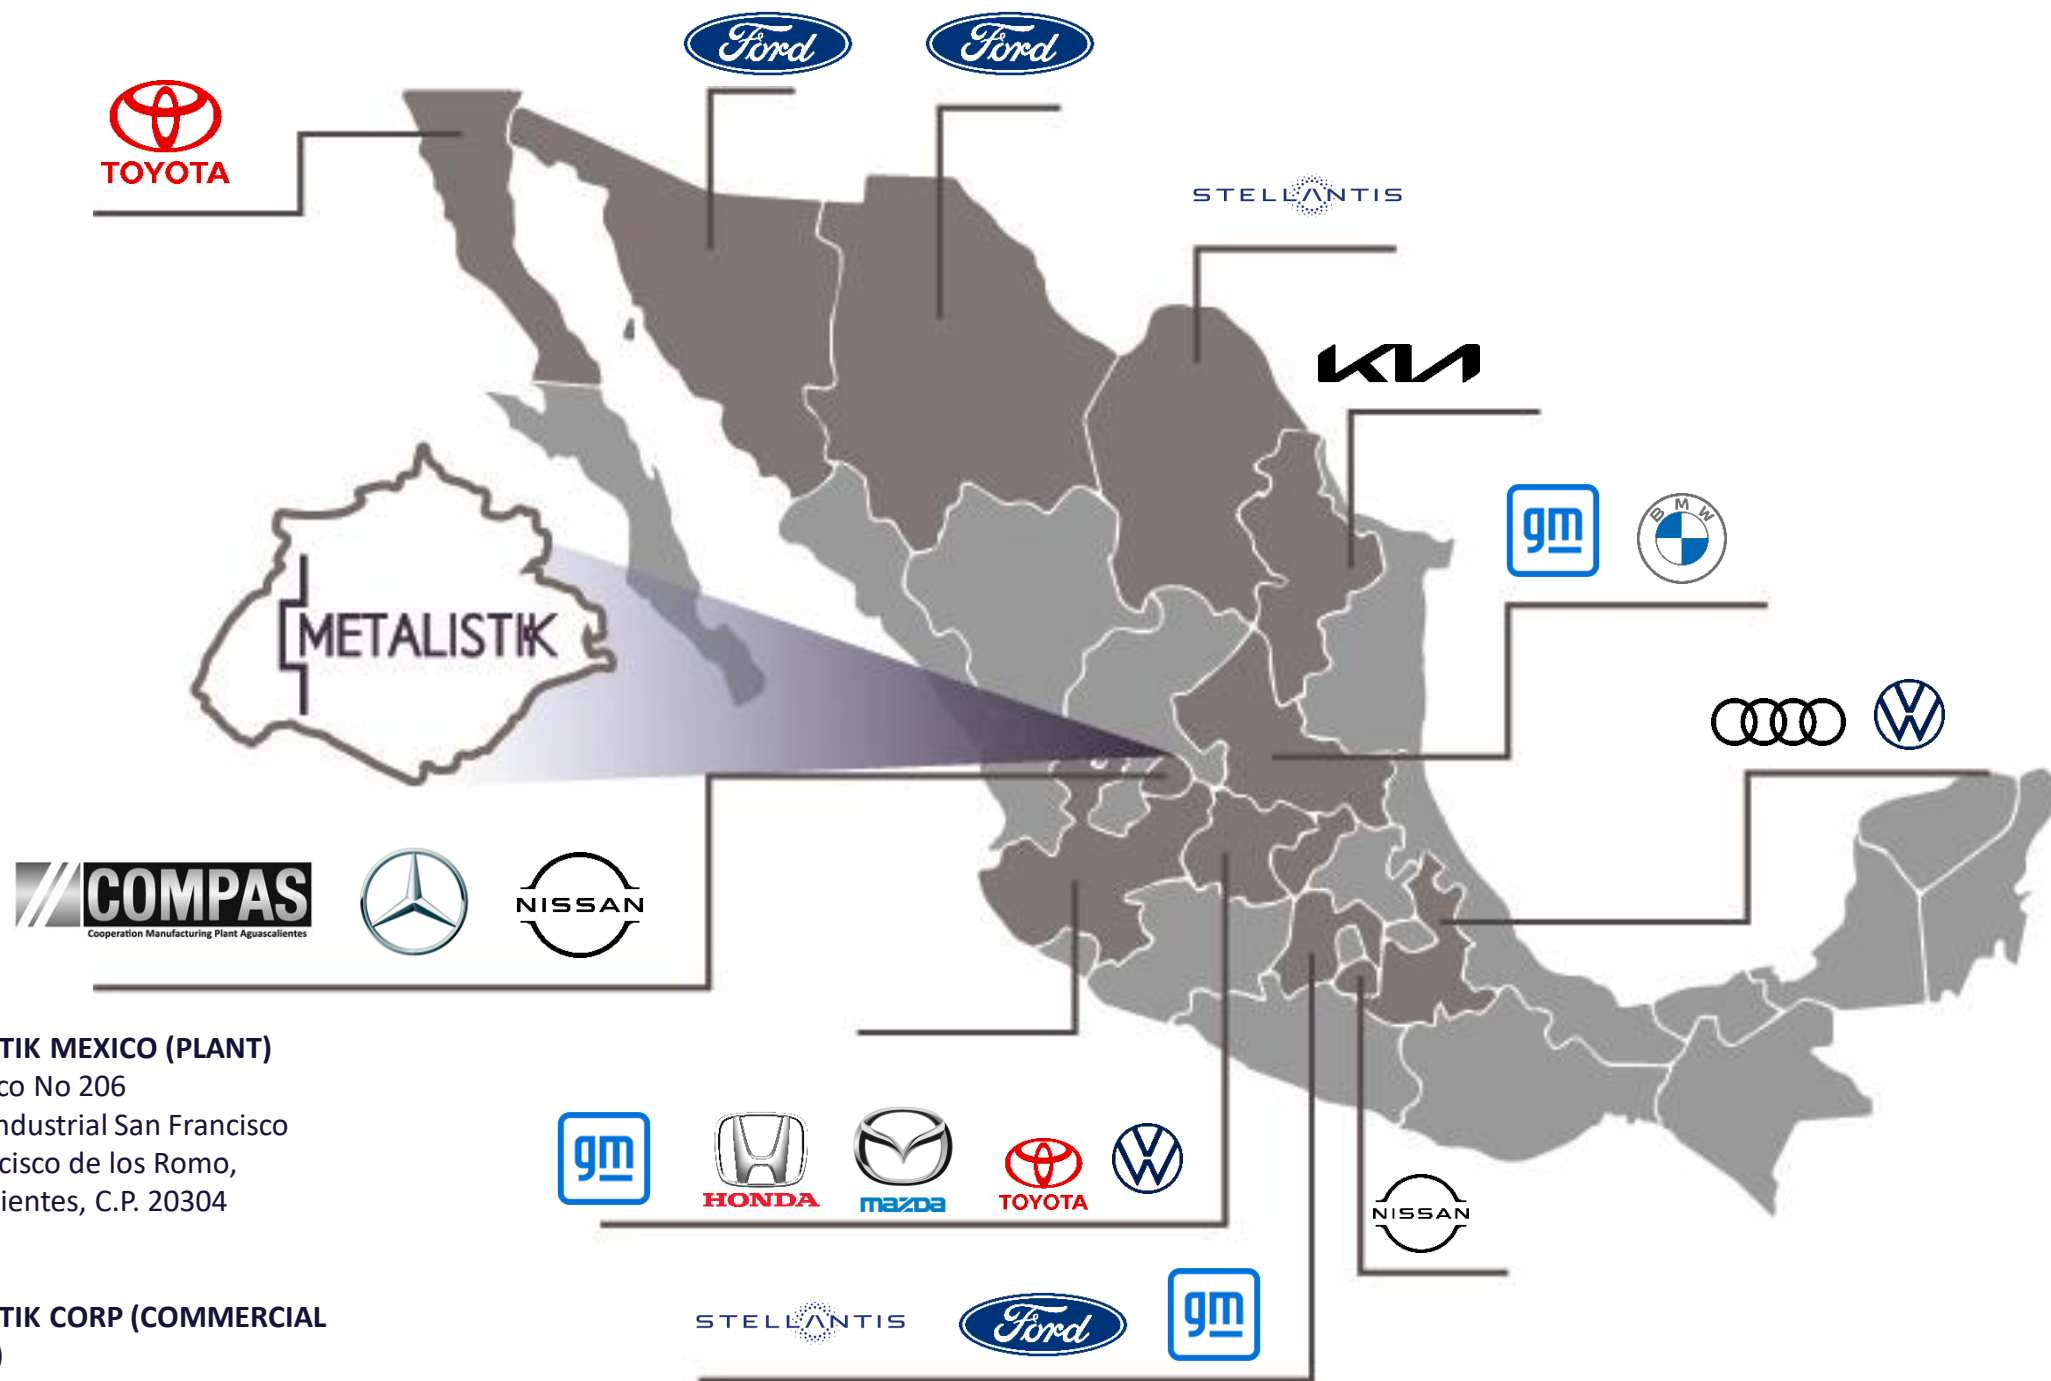 Ford
Ford
TOYOTA
STELLANTIS
KIA
gm
BMW
METALISTIK
COMPAS
Cooperation Manufacturing Plant Aguascalientes
NISSAN
TIK MEXICO (PLANT)
co No 206
ndustrial San Francisco
cisco de los Romo,
ientes, C.P. 20304
gm
HONDA
mazda
TOYOTA
NISSAN
TIK CORP (COMMERCIAL
)
STELLANTIS
Ford
gm